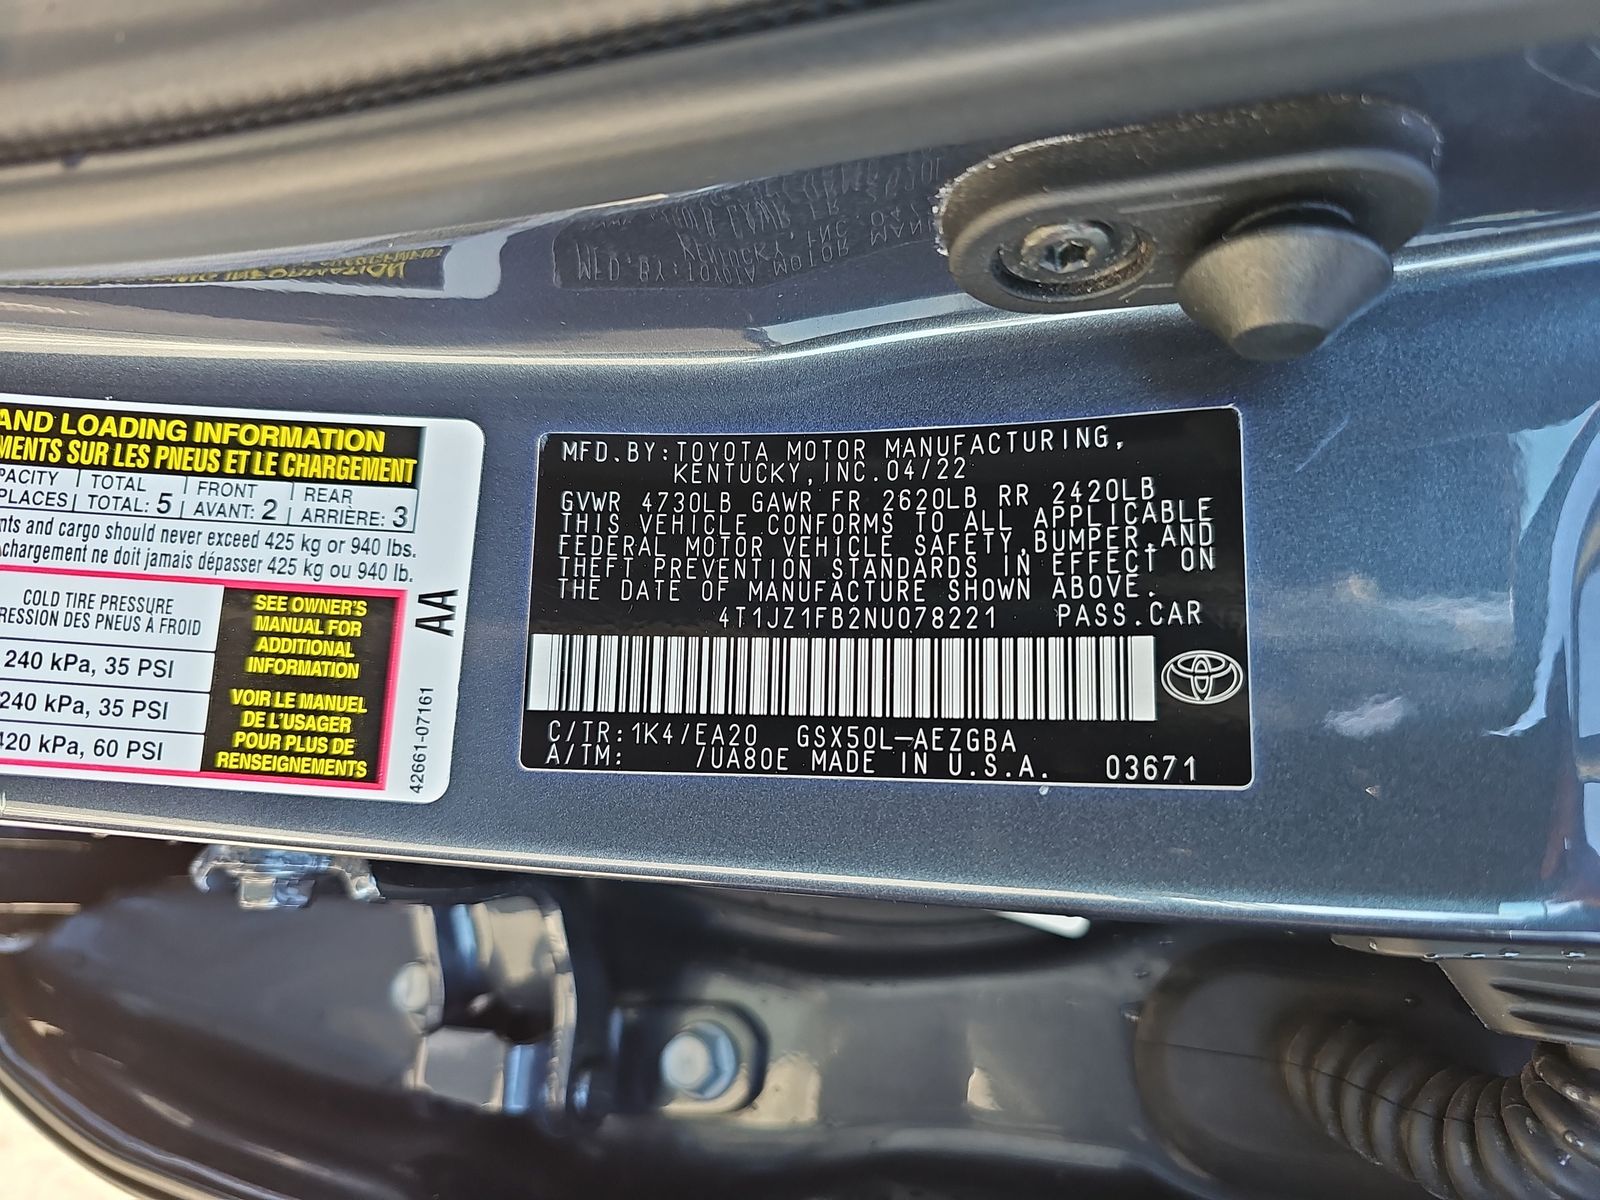 AND LOADING INFORMATION
MENTS SUR LES PNEUS ET LE CHARGEMENT
PACITY TOTAL FRONT REAR
PLACES TOTAL: 5 AVANT: 2 ARRIÈRE: 3
nts and cargo should never exceed 425 kg or 940 lbs.
chargement ne doit jamais dépasser 425 kg ou 940 lb.
COLD TIRE PRESSURE
RESSION DES PNEUS À FROID
240 kPa, 35 PSI
240 kPa, 35 PSI
420 kPa, 60 PSI
SEE OWNER'S
MANUAL FOR
ADDITIONAL
INFORMATION
VOIR LE MANUEL
DE L'USAGER
POUR PLUS DE
RENSEIGNEMENTS
AA
42661-07161
MFD.BY:TOYOTA MOTOR MANUFACTURING,
KENTUCKY,INC.04/22
GVWR 4730LB GAWR FR 2620LB RR 2420LB
THIS VEHICLE CONFORMS TO ALL APPLICABLE
FEDERAL MOTOR VEHICLE SAFETY,BUMPER,AND
THEFT PREVENTION STANDARDS IN EFFECT ON
THE DATE OF MANUFACTURE SHOWN ABOVE.
4T1JZ1FB2NU078221 PASS.CAR
C/TR:1K4/EA20 GSX50L-AEZGBA
A/TM: /UA80E MADE IN U.S.A. 03671